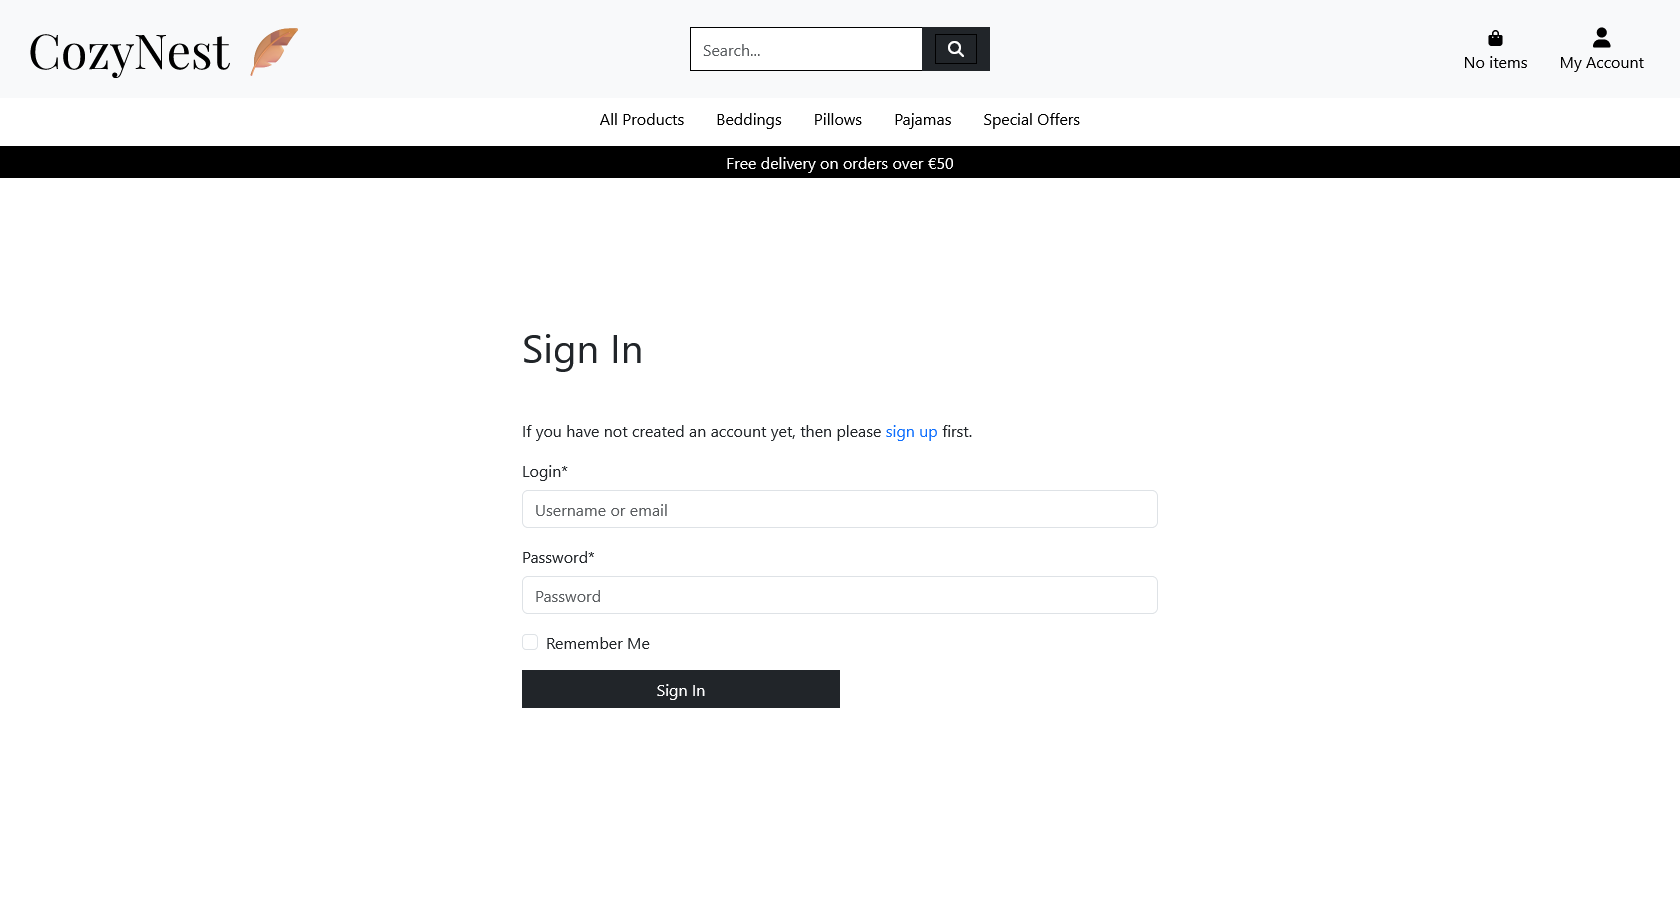 CozyNest
Search...
No items
My Account
All Products
Beddings
Pillows
Pajamas
Special Offers
Free delivery on orders over €50
Sign In
If you have not created an account yet, then please sign up first.
Login*
Username or email
Password*
Password
Remember Me
Sign In